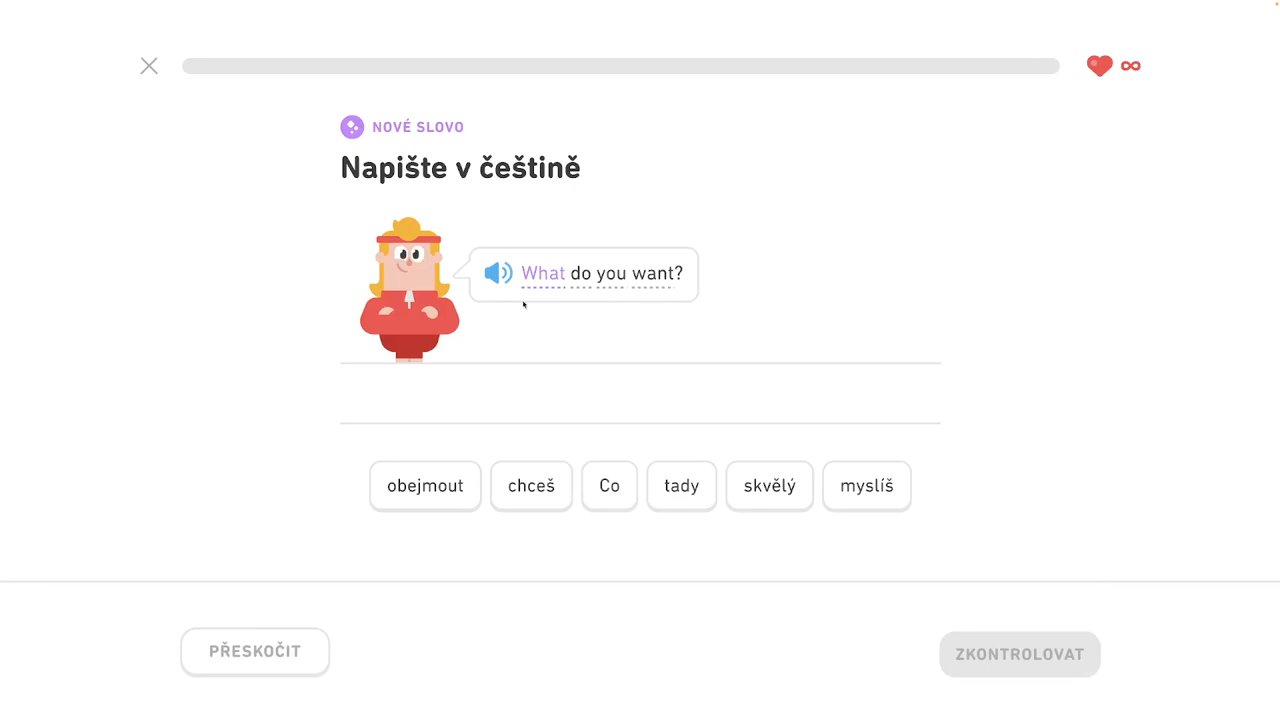 NOVÉ SLOVO
Napište v češtině
What do you want?
obejmout chceš Co tady skvělý myslíš
PŘESKOČIT ZKONTROLOVAT